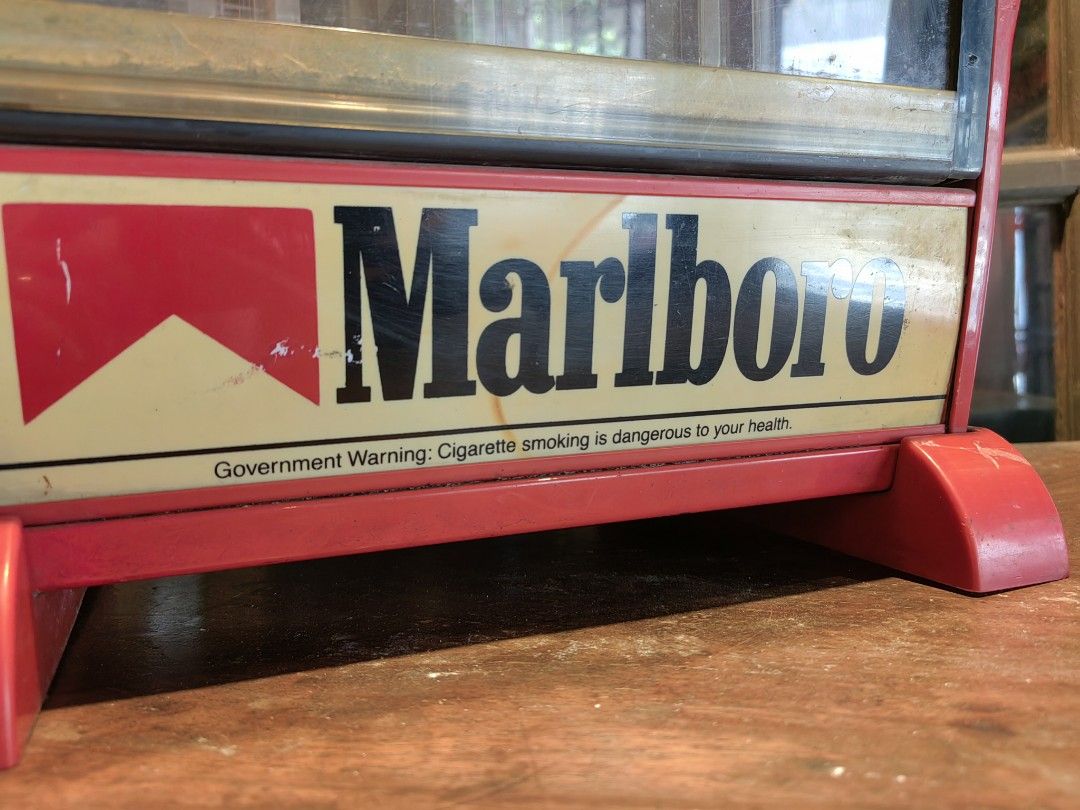 Marlboro
Government Warning: Cigarette smoking is dangerous to your health.